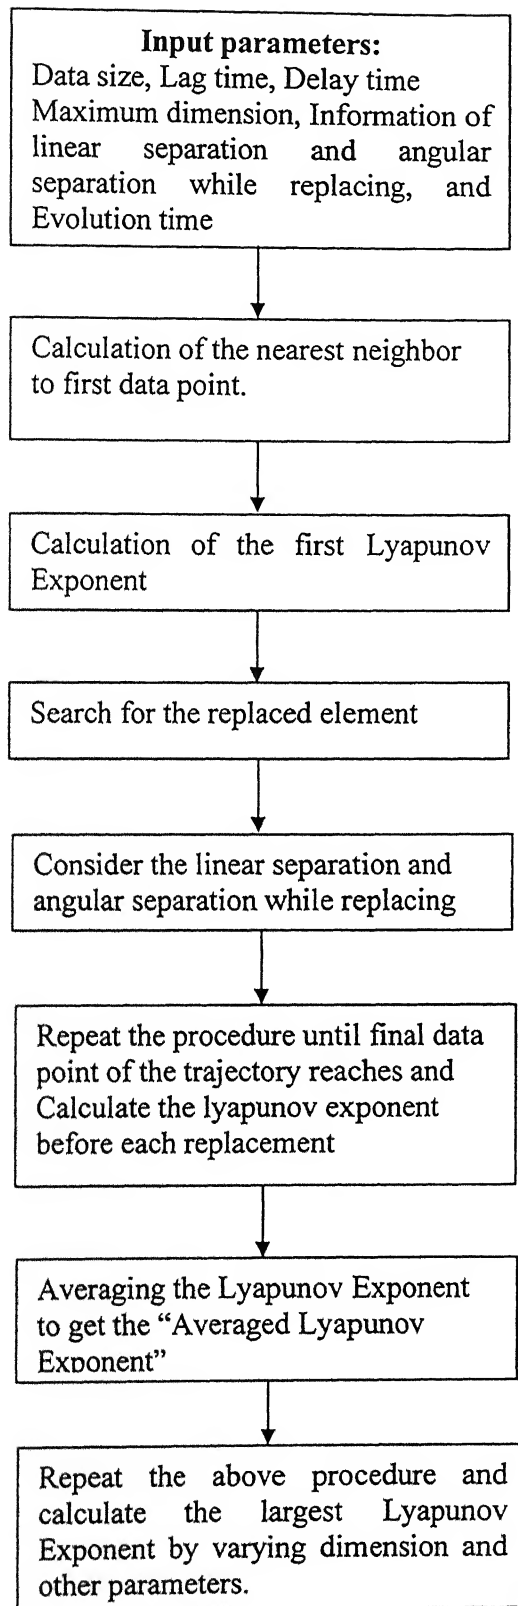 Input parameters:
Data size, Lag time, Delay time
Maximum dimension, Information of
linear separation and angular
separation while replacing, and
Evolution time
Calculation of the nearest neighbor
to first data point.
Calculation of the first Lyapunov
Exponent
Search for the replaced element
Consider the linear separation and
angular separation while replacing
Repeat the procedure until final data
point of the trajectory reaches and
Calculate the lyapunov exponent
before each replacement
Averaging the Lyapunov Exponent
to get the “Averaged Lyapunov
Exponent”
Repeat the above procedure and
calculate the largest Lyapunov
Exponent by varying dimension and
other parameters.